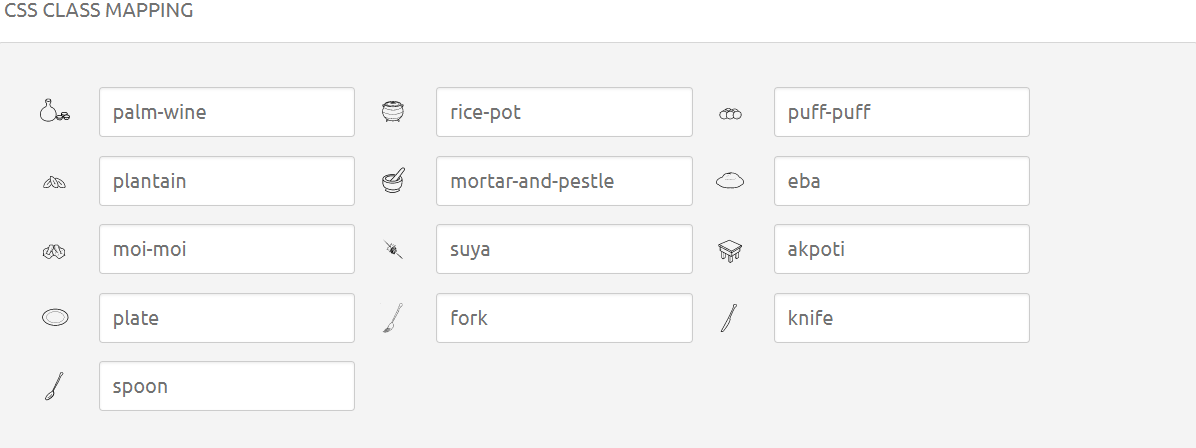 CSS CLASS MAPPING
palm-wine rice-pot puff-puff
plantain mortar-and-pestle eba
moi-moi suya akpoti
plate fork knife
spoon